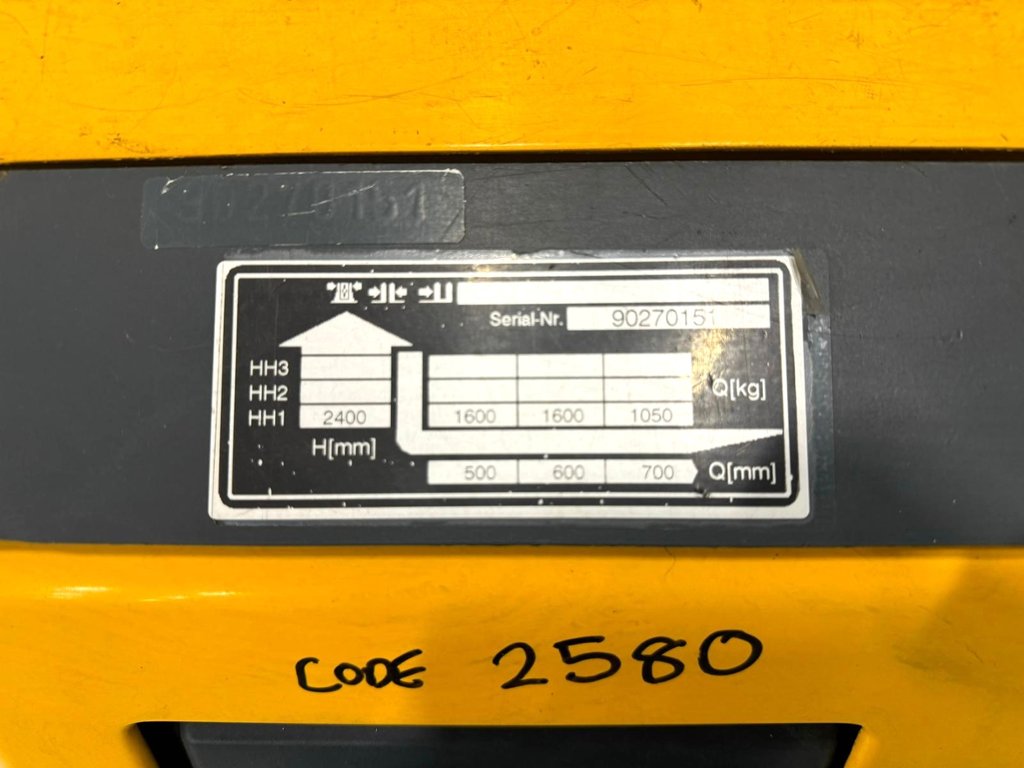 90270151
Serial-Nr. 90270151
HH3
HH2 Q[kg]
HH1 2400 1600 1600 1050
H[mm]
500 600 700 Q[mm]
CODE 2580